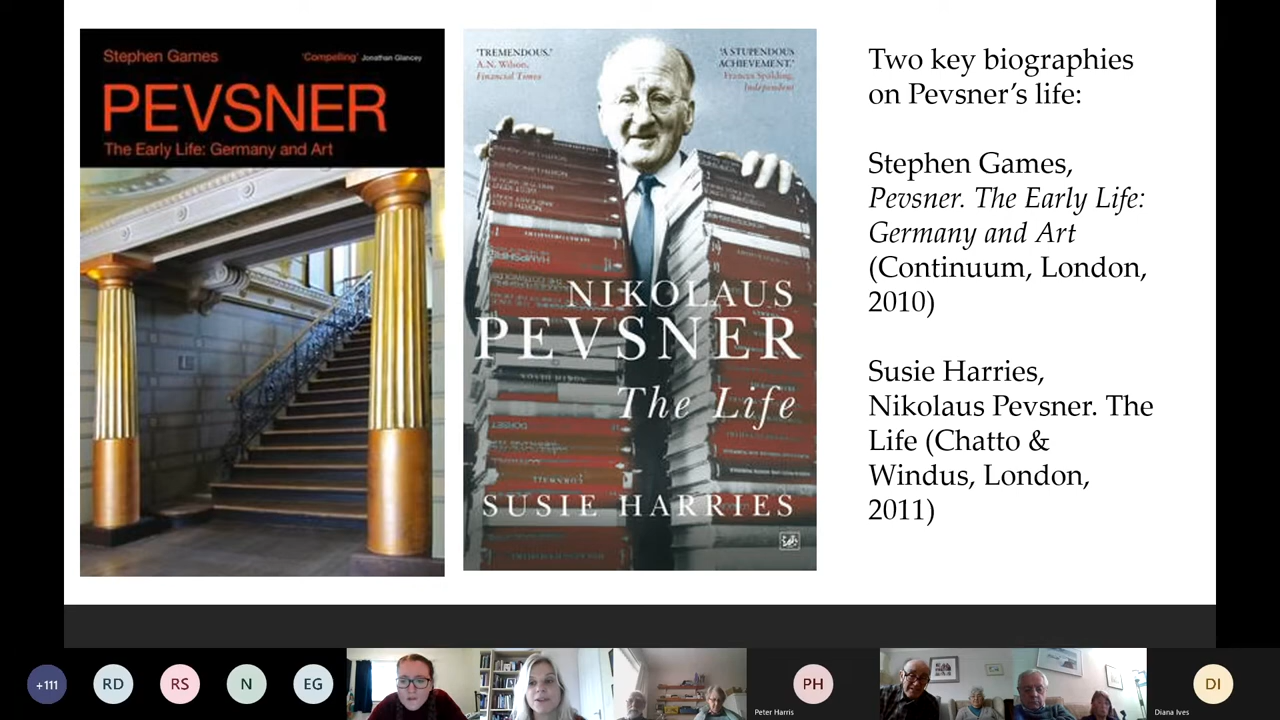 Stephen Games
'Compelling' Jonathan Glancey
PEVSNER
The Early Life: Germany and Art
'TREMENDOUS.'
A.N. Wilson,
Financial Times
'A STUPENDOUS
ACHIEVEMENT.'
Frances Spalding,
Independent
NIKOLAUS
PEVSNER
The Life
SUSIE HARRIES
Two key biographies
on Pevsner’s life:
Stephen Games,
Pevsner. The Early Life:
Germany and Art
(Continuum, London,
2010)
Susie Harries,
Nikolaus Pevsner. The
Life (Chatto &
Windus, London,
2011)
+111
RD
RS
N
EG
PH
Peter Harris
DI
Diana Ives